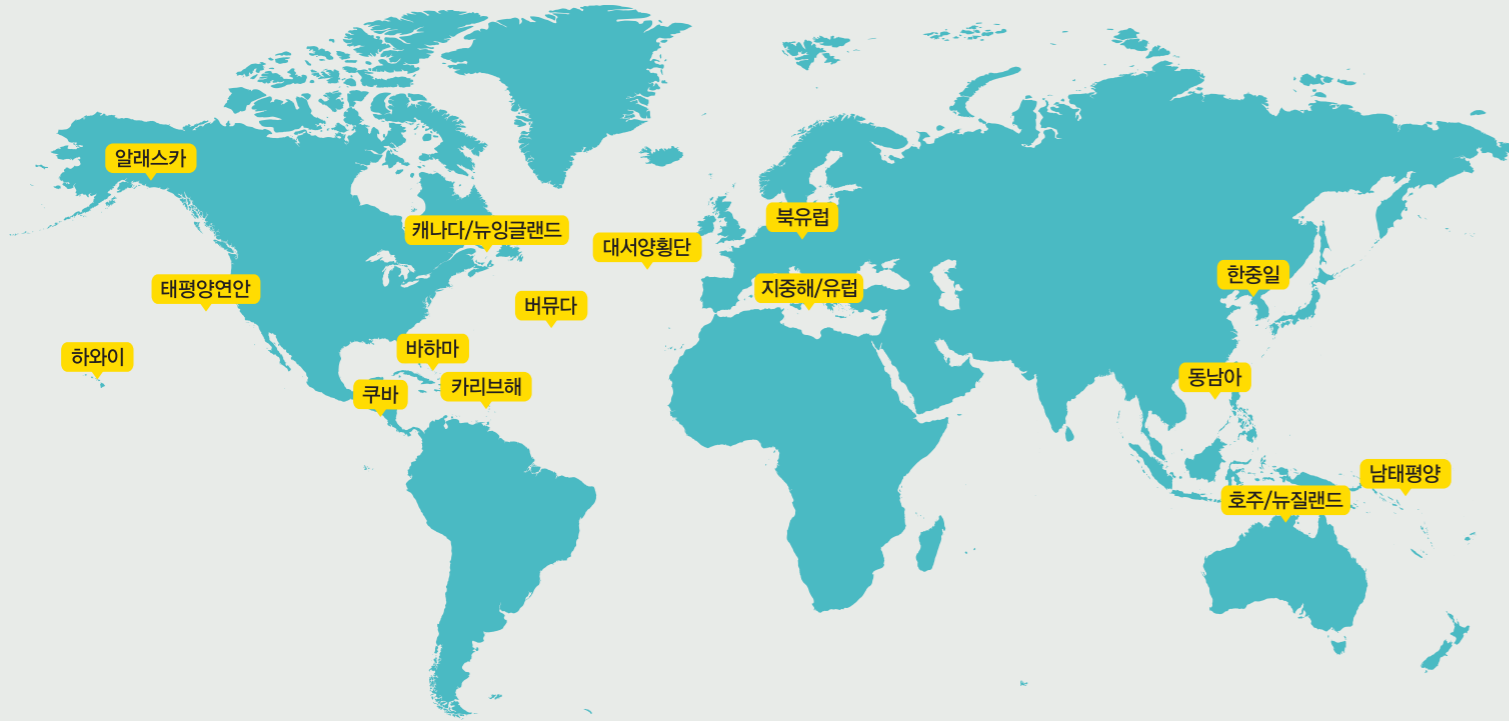 알래스카
캐나다/뉴잉글랜드
북유럽
대서양횡단
태평양연안
버뮤다
지중해/유럽
한중일
하와이
바하마
쿠바
카리브해
동남아
남태평양
호주/뉴질랜드